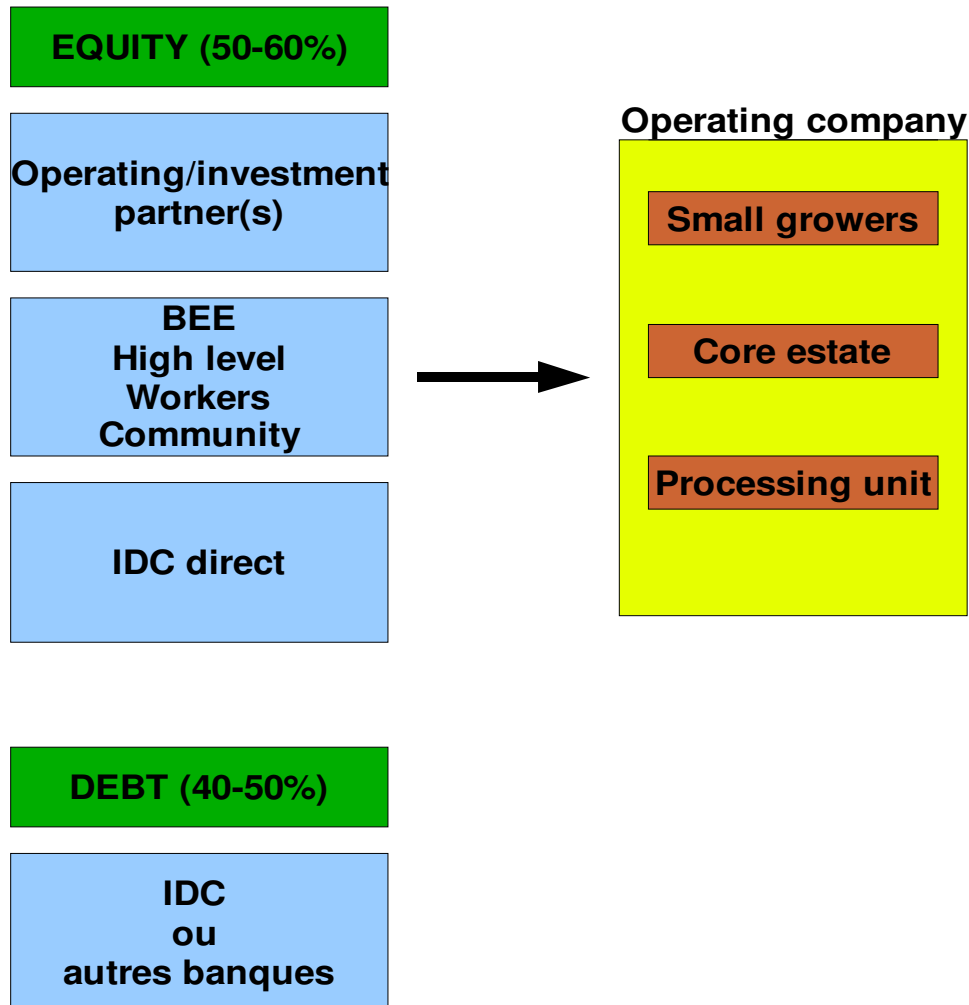 EQUITY (50-60%)
Operating/investment
partner(s)
BEE
High level
Workers
Community
IDC direct
DEBT (40-50%)
IDC
ou
autres banques
Operating company
Small growers
Core estate
Processing unit